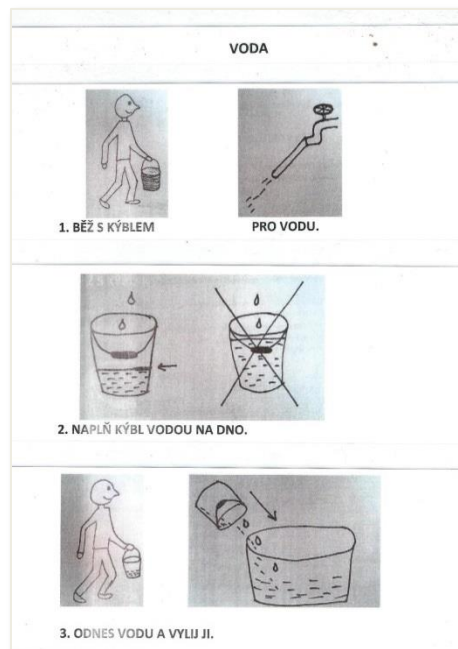 VODA
1. BĚŽ S KÝBLEM PRO VODU.
2. NAPLŇ KÝBL VODOU NA DNO.
3. ODNES VODU A VYLIJ JI.